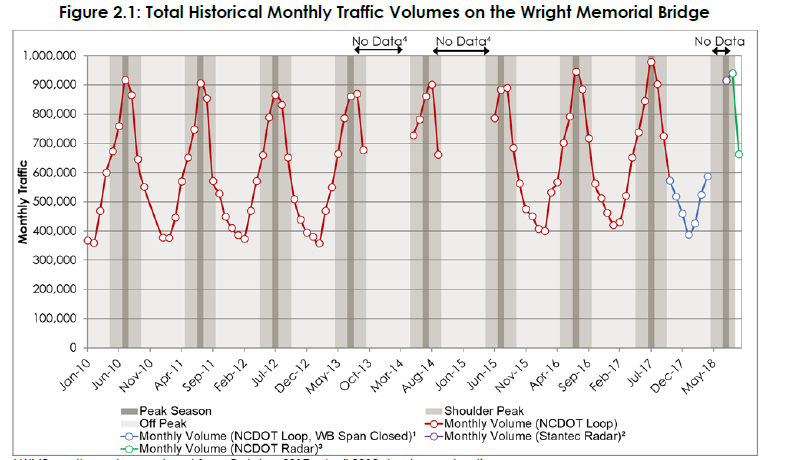 Figure 2.1: Total Historical Monthly Traffic Volumes on the Wright Memorial Bridge
No Data⁴ No Data⁴ No Data
1,000,000
900,000
800,000
700,000
600,000
500,000
400,000
300,000
200,000
100,000
0
Monthly Traffic
Jan-10 Jun-10 Nov-10 Apr-11 Sep-11 Feb-12 Jul-12 Dec-12 May-13 Oct-13 Mar-14 Aug-14 Jan-15 Jun-15 Nov-15 Apr-16 Sep-16 Feb-17 Jul-17 Dec-17 May-18
Peak Season Shoulder Peak
Off Peak Monthly Volume (NCDOT Loop)
Monthly Volume (NCDOT Loop, WB Span Closed)¹ Monthly Volume (Stantec Radar)²
Monthly Volume (NCDOT Radar)³